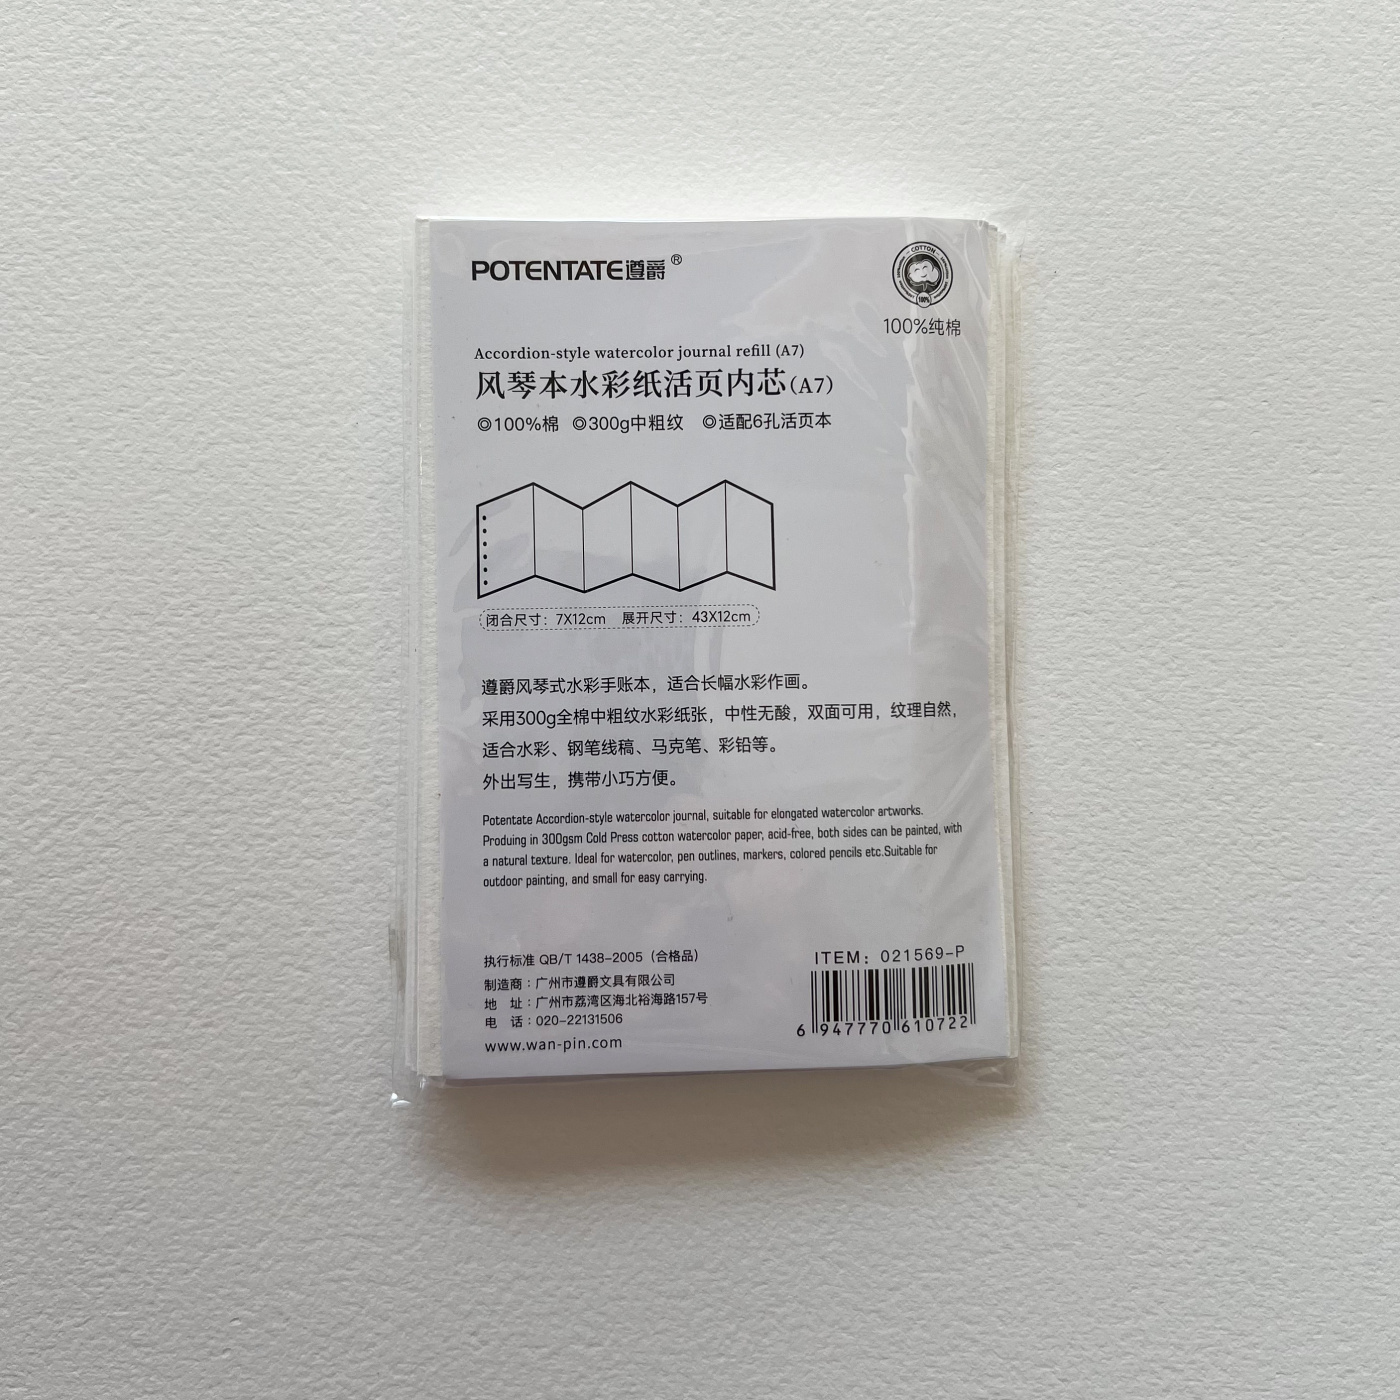 POTENTATE遵爵®
COTTON
100%
100%纯棉
Accordion-style watercolor journal refill (A7)
风琴本水彩纸活页内芯(A7)
◎100%棉 ◎300g中粗纹 ◎适配6孔活页本
闭合尺寸：7X12cm 展开尺寸：43X12cm
遵爵风琴式水彩手账本，适合长幅水彩作画。
采用300g全棉中粗纹水彩纸张，中性无酸，双面可用，纹理自然，
适合水彩、钢笔线稿、马克笔、彩铅等。
外出写生，携带小巧方便。
Potentate Accordion-style watercolor journal, suitable for elongated watercolor artworks.
Produing in 300gsm Cold Press cotton watercolor paper, acid-free, both sides can be painted, with
a natural texture. Ideal for watercolor, pen outlines, markers, colored pencils etc.Suitable for
outdoor painting, and small for easy carrying.
执行标准 QB/T 1438-2005（合格品）
制造商：广州市遵爵文具有限公司
地 址：广州市荔湾区海北裕海路157号
电 话：020-22131506
www.wan-pin.com
ITEM: 021569-P
6 947770 610722